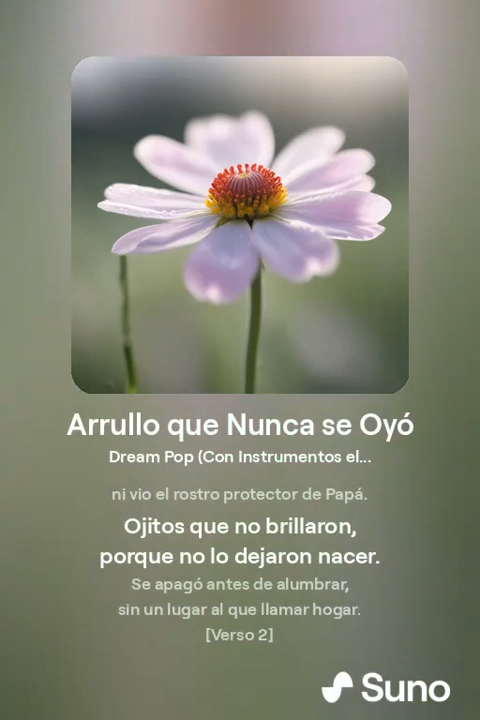 Arrullo que Nunca se Oyó
Dream Pop (Con Instrumentos el...
ni vio el rostro protector de Papá.
Ojitos que no brillaron,
porque no lo dejaron nacer.
Se apagó antes de alumbrar,
sin un lugar al que llamar hogar.
[Verso 2]
Suno